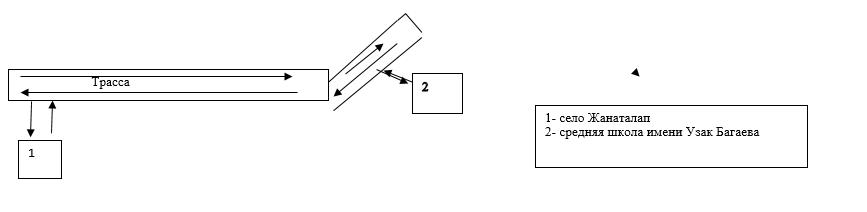 Трасса
2
1
1- село Жанаталап
2- средняя школа имени Узак Багаева